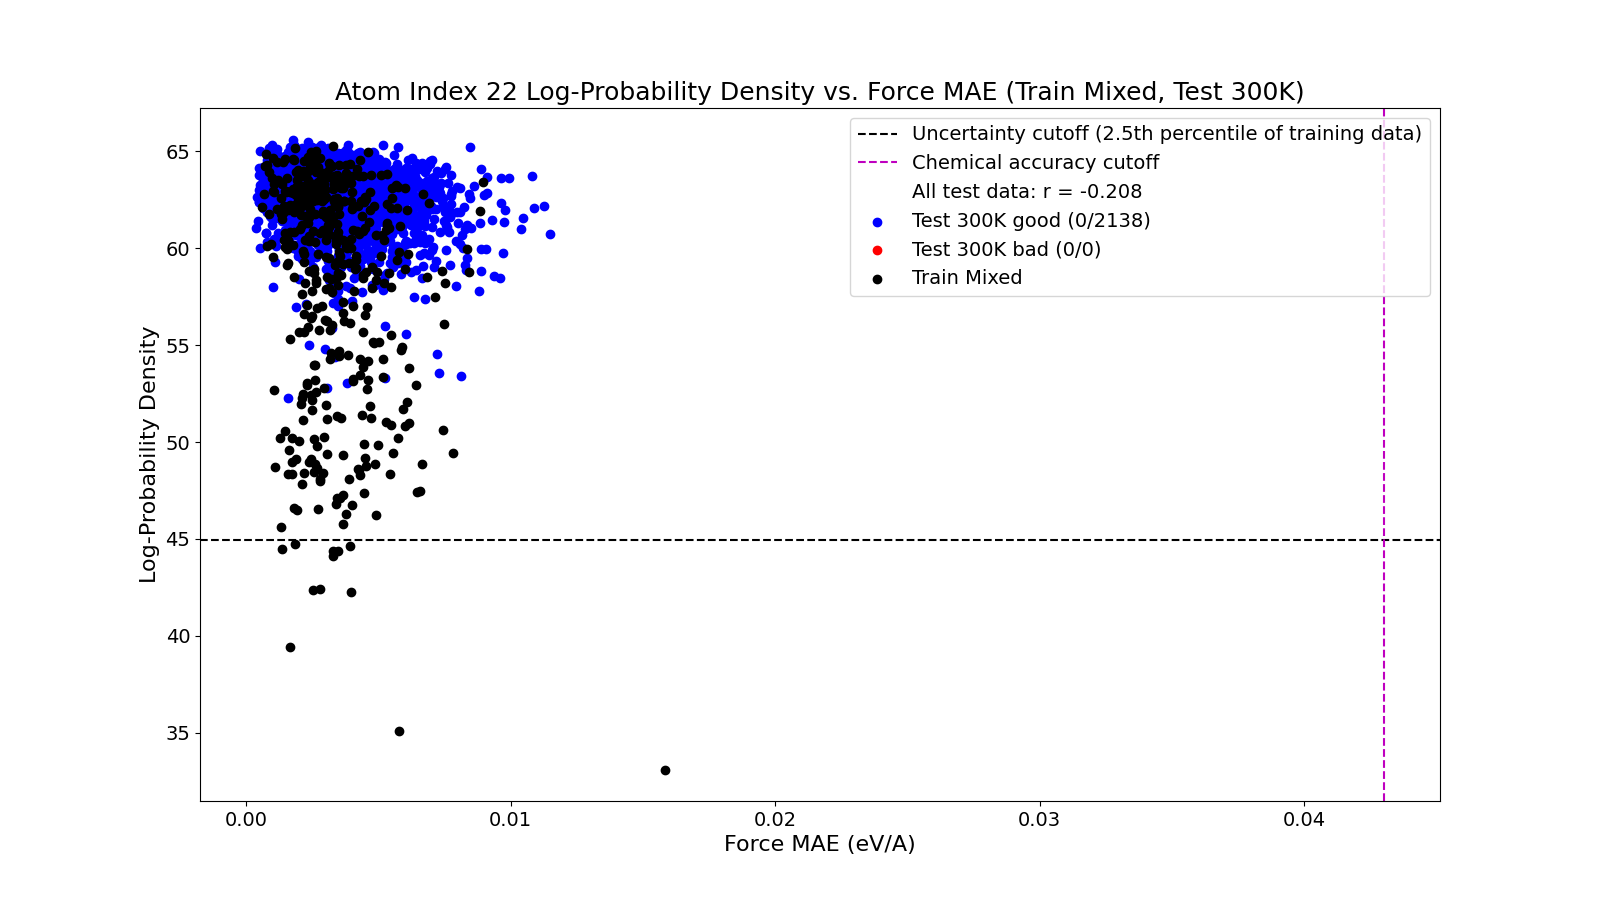 Atom Index 22 Log-Probability Density vs. Force MAE (Train Mixed, Test 300K)
Uncertainty cutoff (2.5th percentile of training data)
Chemical accuracy cutoff
All test data: r = -0.208
Test 300K good (0/2138)
Test 300K bad (0/0)
Train Mixed
Log-Probability Density
65
60
55
50
45
40
35
0.00
0.01
0.02
0.03
0.04
Force MAE (eV/A)